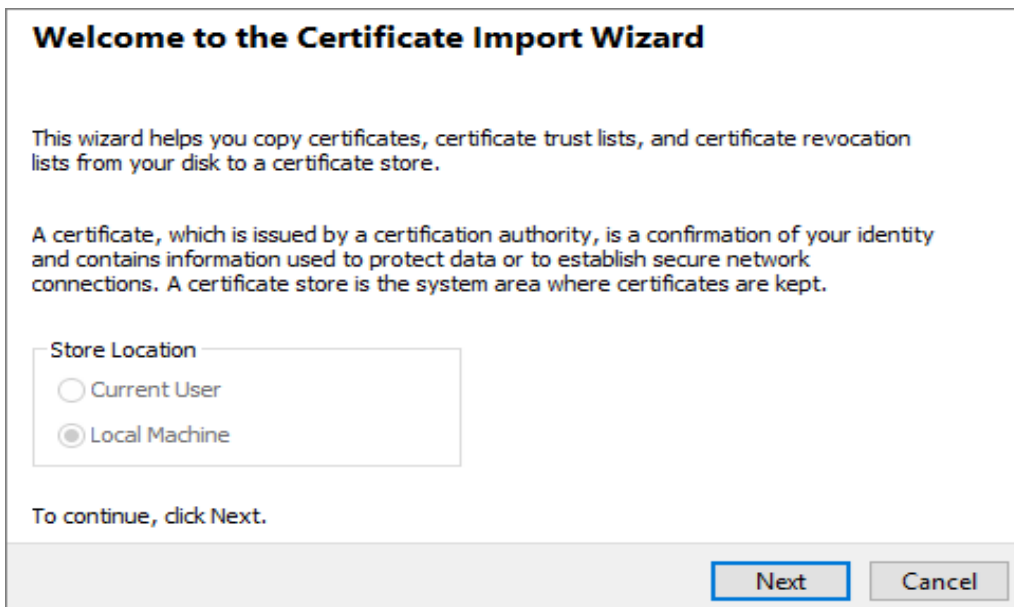 Welcome to the Certificate Import Wizard
This wizard helps you copy certificates, certificate trust lists, and certificate revocation
lists from your disk to a certificate store.
A certificate, which is issued by a certification authority, is a confirmation of your identity
and contains information used to protect data or to establish secure network
connections. A certificate store is the system area where certificates are kept.
Store Location
Current User
Local Machine
To continue, click Next.
Next Cancel